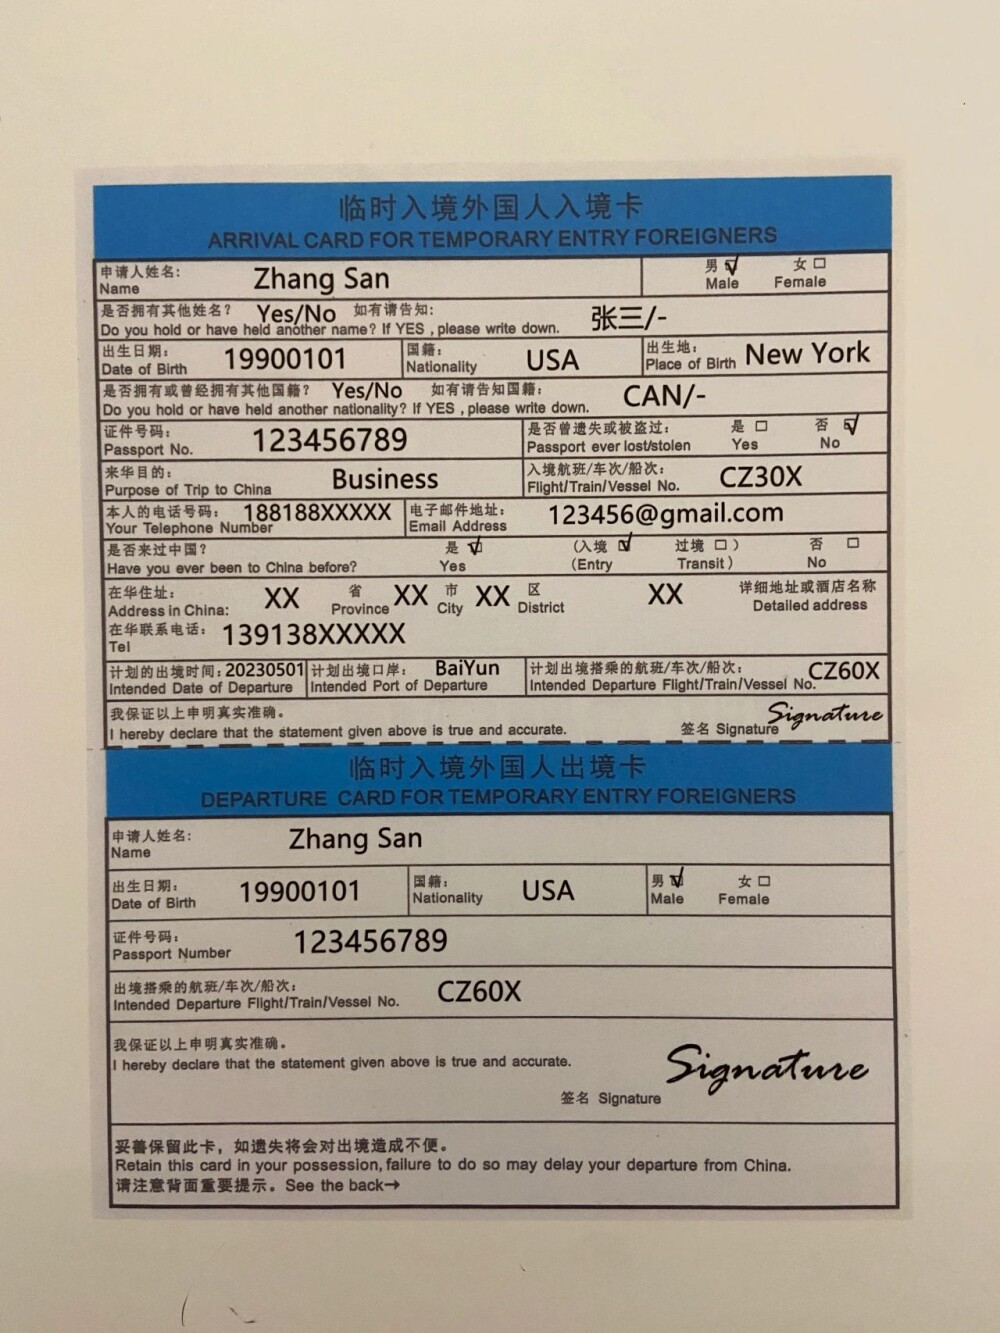 临时入境外国人入境卡
ARRIVAL CARD FOR TEMPORARY ENTRY FOREIGNERS
申请人姓名: Zhang San 男 女
Name Male Female
是否拥有其他姓名? Yes/No 如有请告知: 张三/-
Do you hold or have held another name? If YES , please write down.
出生日期: 19900101 国籍: USA 出生地: New York
Date of Birth Nationality Place of Birth
是否拥有或曾经拥有其他国籍? Yes/No 如有请告知国籍: CAN/-
Do you hold or have held another nationality? If YES , please write down.
证件号码: 123456789 是否曾遗失或被盗过: 是 否
Passport No. Passport ever lost/stolen Yes No
来华目的: Business 入境航班/车次/船次: CZ30X
Purpose of Trip to China Flight/Train/Vessel No.
本人的电话号码: 188188XXXXX 电子邮件地址: 123456@gmail.com
Your Telephone Number Email Address
是否来过中国? 是 (入境 过境 ) 否
Have you ever been to China before? Yes (Entry Transit ) No
在华住址: XX 省 XX 市 XX 区 XX 详细地址或酒店名称
Address in China: Province City District Detailed address
在华联系电话: 139138XXXXX
Tel
计划的出境时间: 20230501 计划出境口岸: BaiYun 计划出境搭乘的航班/车次/船次: CZ60X
Intended Date of Departure Intended Port of Departure Intended Departure Flight/Train/Vessel No.
我保证以上申明真实准确。 Signature
I hereby declare that the statement given above is true and accurate. 签名 Signature
临时入境外国人出境卡
DEPARTURE CARD FOR TEMPORARY ENTRY FOREIGNERS
申请人姓名: Zhang San
Name
出生日期: 19900101 国籍: USA 男 女
Date of Birth Nationality Male Female
证件号码: 123456789
Passport Number
出境搭乘的航班/车次/船次: CZ60X
Intended Departure Flight/Train/Vessel No.
我保证以上申明真实准确。
I hereby declare that the statement given above is true and accurate. Signature
签名 Signature
妥善保留此卡，如遗失将会对出境造成不便。
Retain this card in your possession, failure to do so may delay your departure from China.
请注意背面重要提示。See the back→